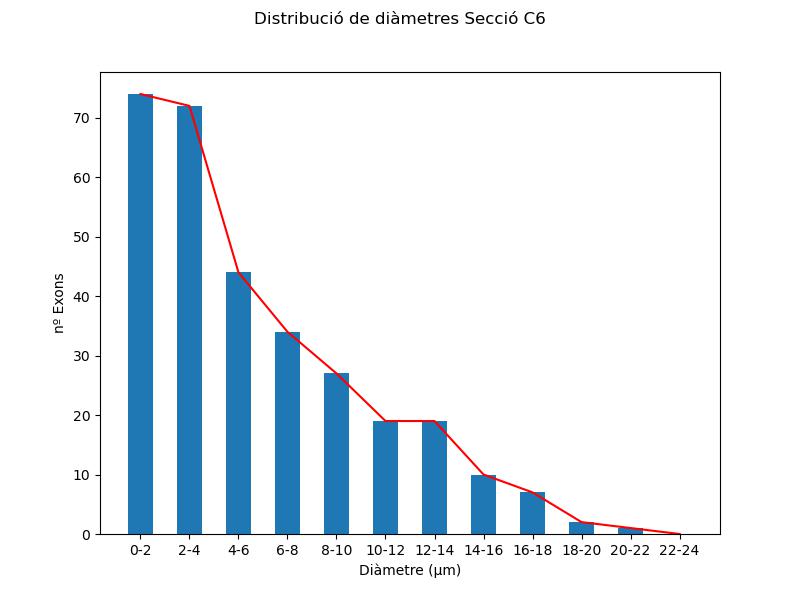 Distribució de diàmetres Secció C6
70
60
50
40
30
20
10
0
nº Exons
0-2 2-4 4-6 6-8 8-10 10-12 12-14 14-16 16-18 18-20 20-22 22-24
Diàmetre (µm)